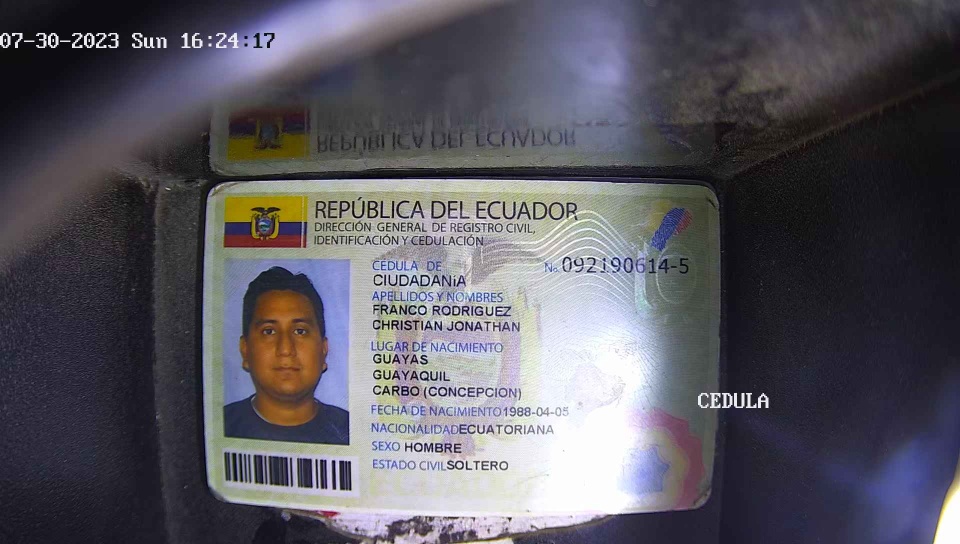 07-30-2023 Sun 16:24:17
REPÚBLICA DEL ECUADOR
REPÚBLICA DEL ECUADOR
DIRECCIÓN GENERAL DE REGISTRO CIVIL,
IDENTIFICACIÓN Y CEDULACIÓN
CEDULA DE
CIUDADANIA
No. 092190614-5
APELLIDOS Y NOMBRES
FRANCO RODRIGUEZ
CHRISTIAN JONATHAN
LUGAR DE NACIMIENTO
GUAYAS
GUAYAQUIL
CARBO (CONCEPCION)
FECHA DE NACIMIENTO 1988-04-05
NACIONALIDAD ECUATORIANA
SEXO HOMBRE
ESTADO CIVIL SOLTERO
CEDULA